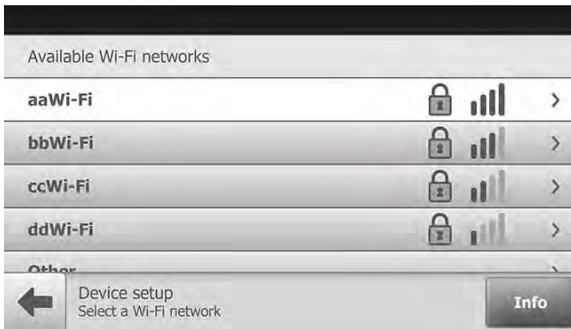 Available Wi-Fi networks
aaWi-Fi
bbWi-Fi
ccWi-Fi
ddWi-Fi
Other
Device setup
Select a Wi-Fi network
Info